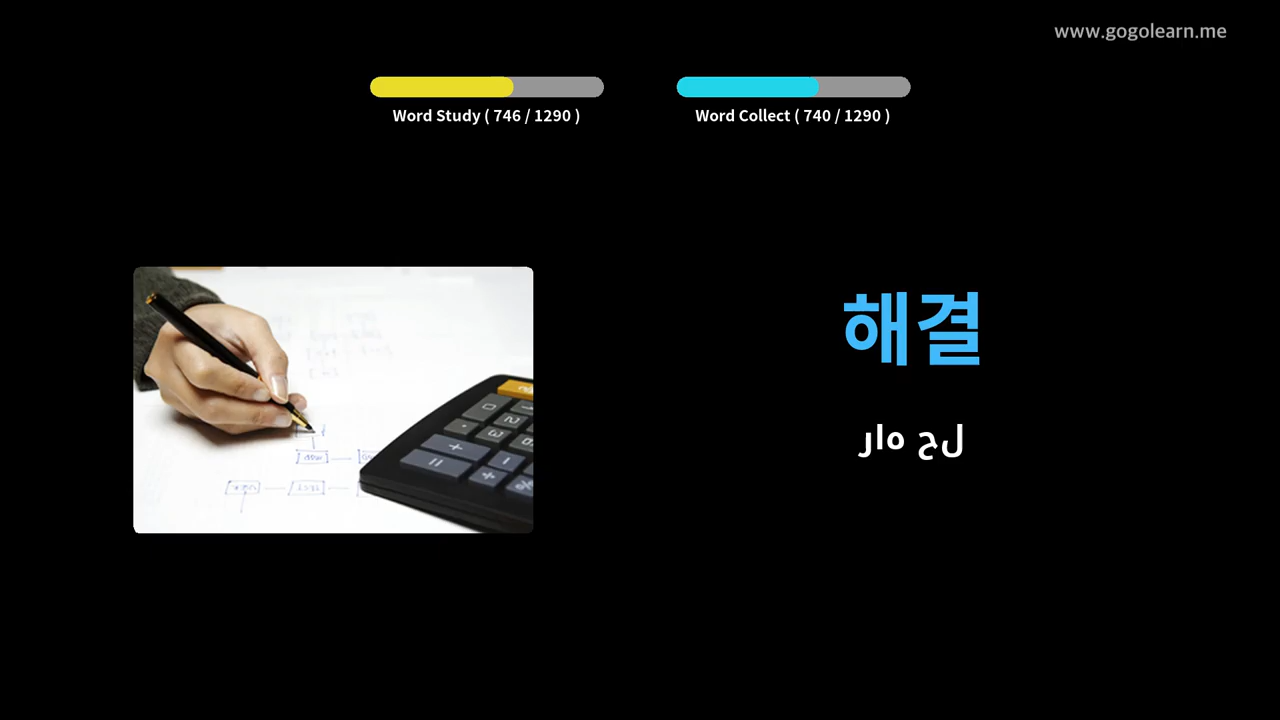 www.gogolearn.me
Word Study ( 746 / 1290 )
Word Collect ( 740 / 1290 )
해결
راه حل